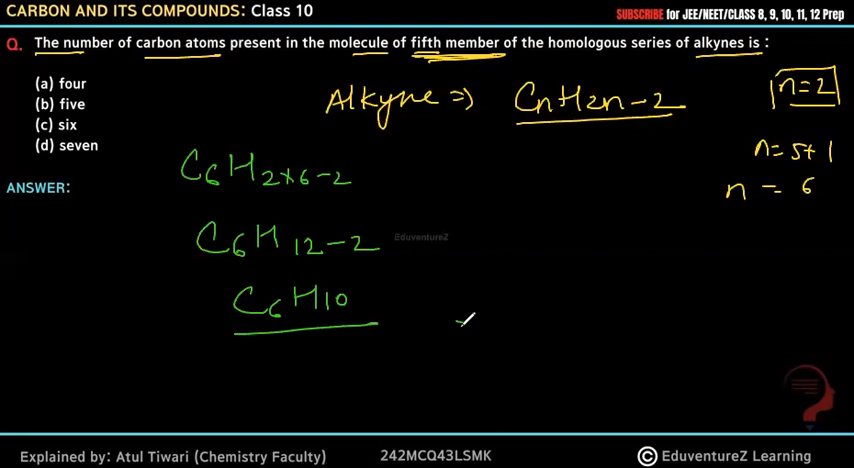 CARBON AND ITS COMPOUNDS: Class 10
SUBSCRIBE for JEE/NEET/CLASS 8, 9, 10, 11, 12 Prep
Q. The number of carbon atoms present in the molecule of fifth member of the homologous series of alkynes is :
(a) four
(b) five
(c) six
(d) seven
ANSWER:
Alkyne => CnH2n-2
n=2
n=5+1
n=6
C6H2×6-2
C6H12-2
C6H10
EduventureZ
Explained by: Atul Tiwari (Chemistry Faculty)
242MCQ43LSMK
© EduventureZ Learning